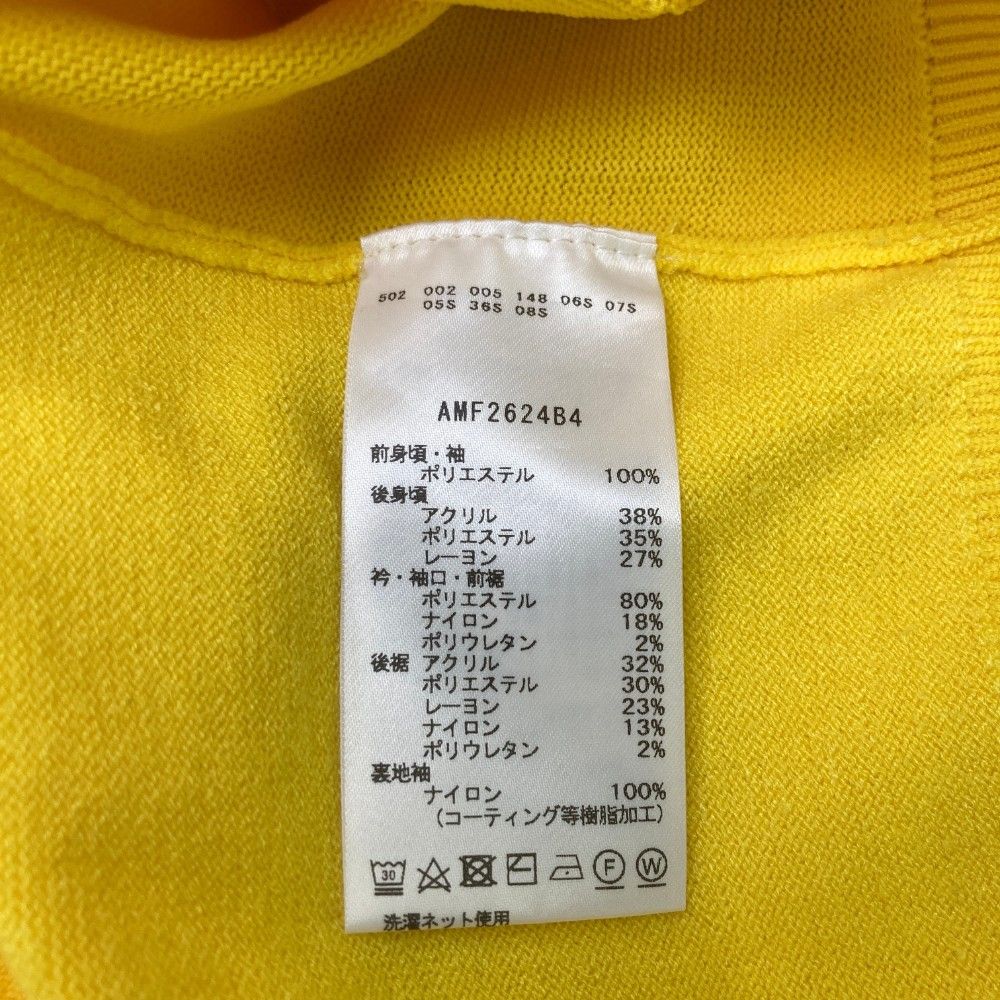 502 002 005 148 06S 07S
05S 36S 08S
AMF2624B4
前身頃・袖
ポリエステル 100%
後身頃
アクリル 38%
ポリエステル 35%
レーヨン 27%
衿・袖口・前裾
ポリエステル 80%
ナイロン 18%
ポリウレタン 2%
後裾 アクリル 32%
ポリエステル 30%
レーヨン 23%
ナイロン 13%
ポリウレタン 2%
裏地袖
ナイロン 100%
(コーティング等樹脂加工)
30 F W
洗濯ネット使用